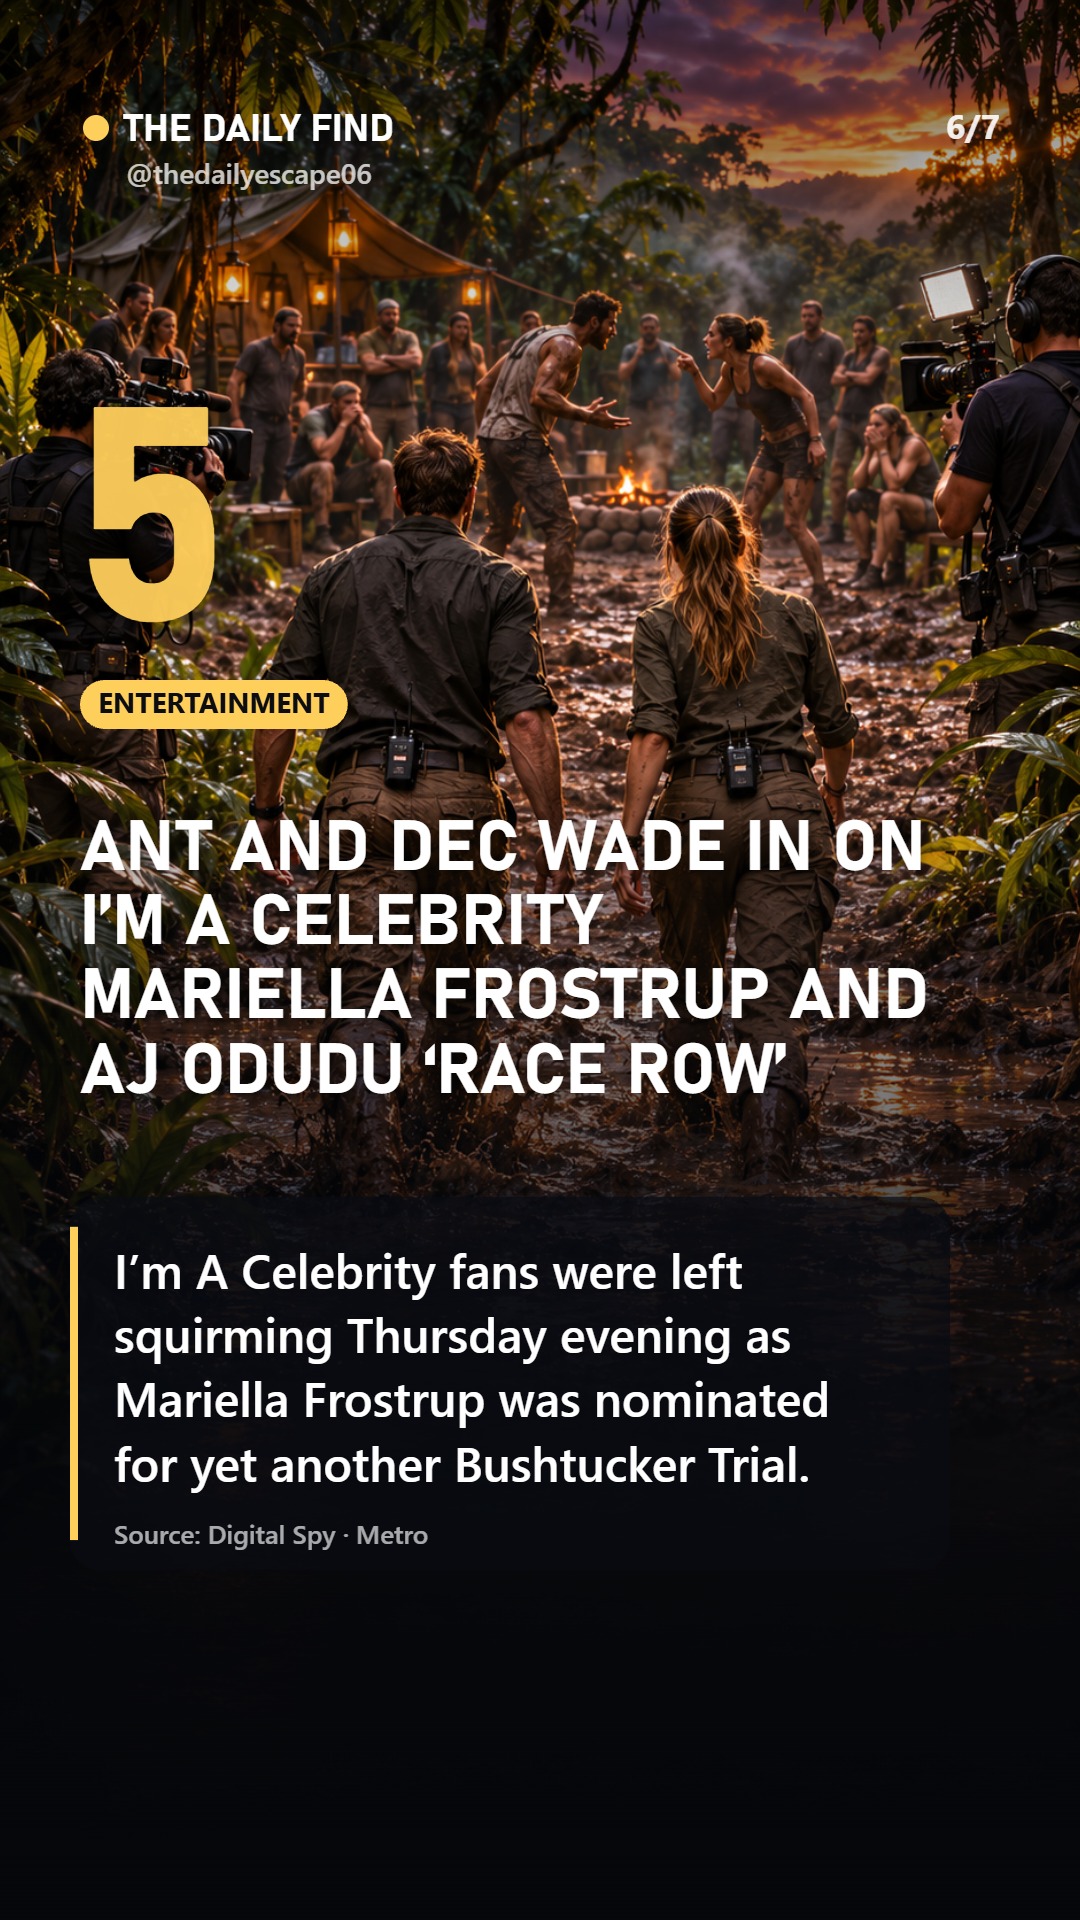 THE DAILY FIND
@thedailyescape06
6/7
5
ENTERTAINMENT
ANT AND DEC WADE IN ON
I’M A CELEBRITY
MARIELLA FROSTRUP AND
AJ ODUDU ‘RACE ROW’
I’m A Celebrity fans were left
squirming Thursday evening as
Mariella Frostrup was nominated
for yet another Bushtucker Trial.
Source: Digital Spy · Metro